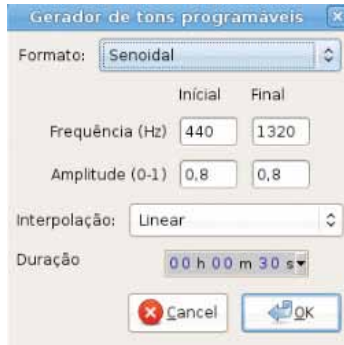 Gerador de tons programáveis
Formato: Senoidal
Inícial Final
Frequência (Hz) 440 1320
Amplitude (0-1) 0,8 0,8
Interpolação: Linear
Duração 00 h 00 m 30 s
Cancel OK